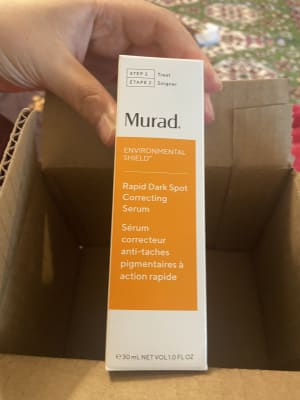 STEP 2 Treat
ÉTAPE 2 Soigner
Murad.
ENVIRONMENTAL
SHIELD™
Rapid Dark Spot
Correcting
Serum
Sérum
correcteur
anti-taches
pigmentaires à
action rapide
℮ 30 mL NET VOL 1.0 FL OZ